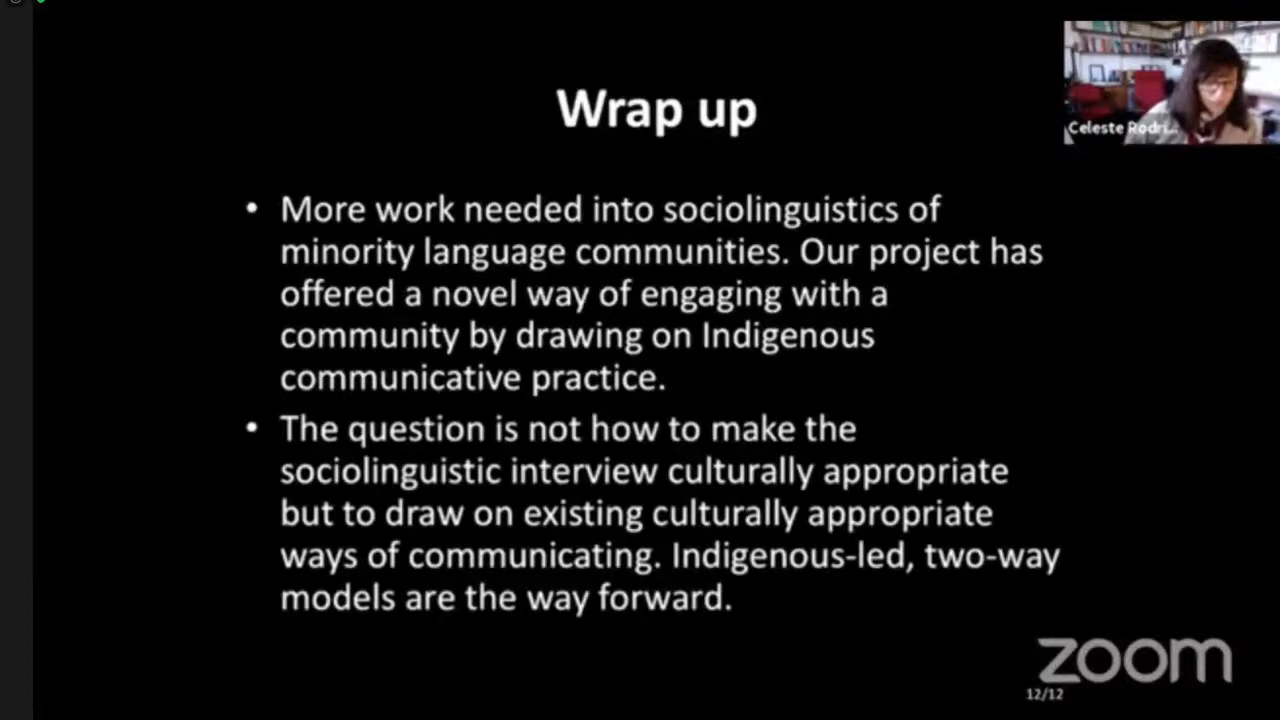 Wrap up
Celeste Rodri...
• More work needed into sociolinguistics of
minority language communities. Our project has
offered a novel way of engaging with a
community by drawing on Indigenous
communicative practice.
• The question is not how to make the
sociolinguistic interview culturally appropriate
but to draw on existing culturally appropriate
ways of communicating. Indigenous-led, two-way
models are the way forward.
zoom
12/12